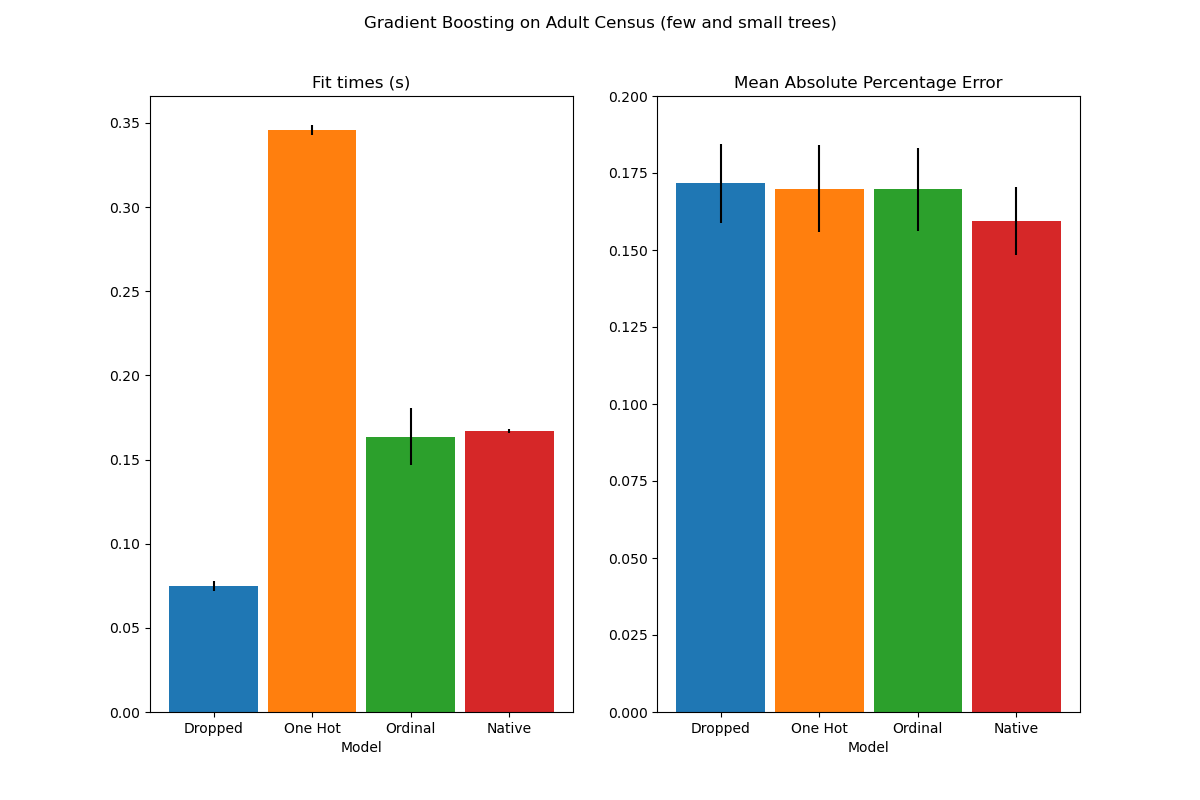 Gradient Boosting on Adult Census (few and small trees)
Fit times (s)
0.35
0.30
0.25
0.20
0.15
0.10
0.05
0.00
Dropped One Hot Ordinal Native
Model
Mean Absolute Percentage Error
0.200
0.175
0.150
0.125
0.100
0.075
0.050
0.025
0.000
Dropped One Hot Ordinal Native
Model